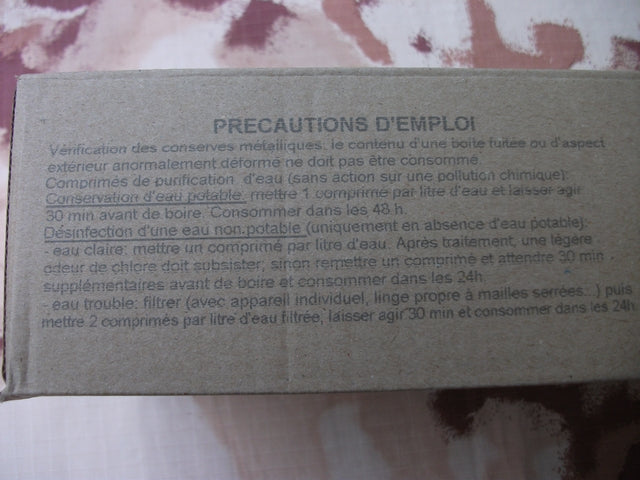 PRECAUTIONS D'EMPLOI
Vérification des conserves métalliques: le contenu d'une boite fuitée ou d'aspect
extérieur anormalement déformé ne doit pas être consommé.
Comprimés de purification d'eau (sans action sur une pollution chimique):
Conservation d'eau potable: mettre 1 comprimé par litre d'eau et laisser agir
30 min avant de boire. Consommer dans les 48 h.
Désinfection d'une eau non potable (uniquement en absence d'eau potable):
- eau claire: mettre un comprimé par litre d'eau. Après traitement, une légère
odeur de chlore doit subsister; sinon remettre un comprimé et attendre 30 min
supplémentaires avant de boire et consommer dans les 24h.
- eau trouble: filtrer (avec appareil individuel, linge propre à mailles serrées...) puis
mettre 2 comprimés par litre d'eau filtrée, laisser agir 30 min et consommer dans les 24h